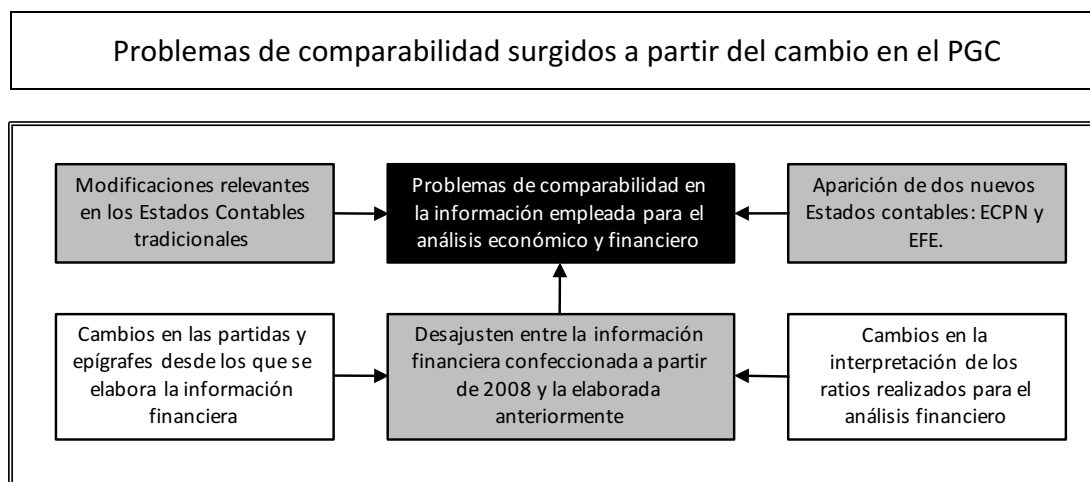 Problemas de comparabilidad surgidos a partir del cambio en el PGC
Modificaciones relevantes
en los Estados Contables
tradicionales
Problemas de comparabilidad en
la información empleada para el
análisis económico y financiero
Aparición de dos nuevos
Estados contables: ECPN y
EFE.
Cambios en las partidas y
epígrafes desde los que se
elabora la información
financiera
Desajusten entre la información
financiera confeccionada a partir
de 2008 y la elaborada
anteriormente
Cambios en la
interpretación de los
ratios realizados para el
análisis financiero